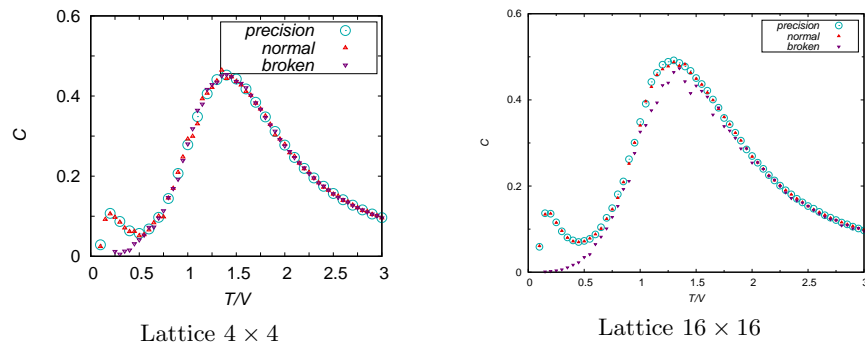 0.6
0.4
0.2
0
C
precision
normal
broken
0 0.5 1 1.5 2 2.5 3
T/V
Lattice 4 × 4
0.6
0.4
0.2
0
C
precision
normal
broken
0 0.5 1 1.5 2 2.5 3
T/V
Lattice 16 × 16